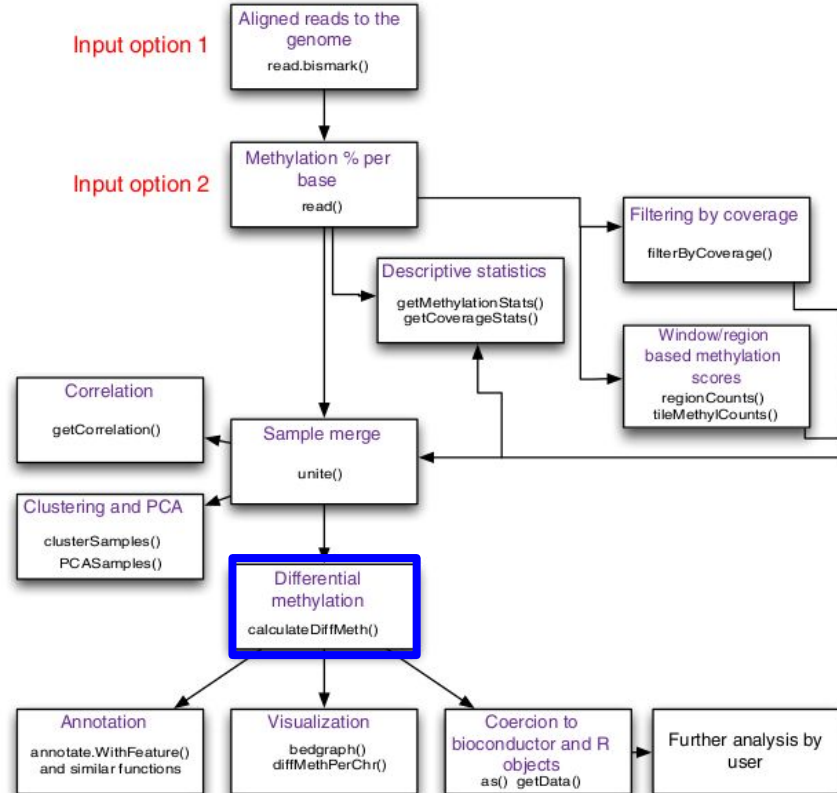 Input option 1
Aligned reads to the
genome
read.bismark()
Input option 2
Methylation % per
base
read()
Filtering by coverage
filterByCoverage()
Descriptive statistics
getMethylationStats()
getCoverageStats()
Window/region
based methylation
scores
regionCounts()
tileMethylCounts()
Correlation
getCorrelation()
Sample merge
unite()
Clustering and PCA
clusterSamples()
PCASamples()
Differential
methylation
calculateDiffMeth()
Annotation
annotate.WithFeature()
and similar functions
Visualization
bedgraph()
diffMethPerChr()
Coercion to
bioconductor and R
objects
as() getData()
Further analysis by
user